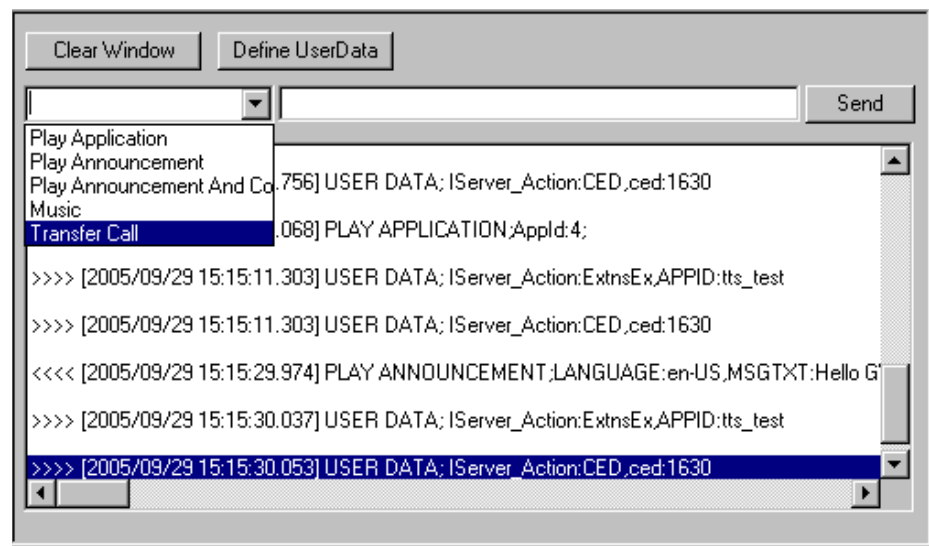 Clear Window
Define UserData
Send
Play Application
Play Announcement
Play Announcement And Co
Music
Transfer Call
.756] USER DATA; IServer_Action:CED,ced:1630
.068] PLAY APPLICATION;AppId:4;
>>>> [2005/09/29 15:15:11.303] USER DATA; IServer_Action:ExtnsEx,APPID:tts_test
>>>> [2005/09/29 15:15:11.303] USER DATA; IServer_Action:CED,ced:1630
<<<< [2005/09/29 15:15:29.974] PLAY ANNOUNCEMENT;LANGUAGE:en-US,MSGTXT:Hello G
>>>> [2005/09/29 15:15:30.037] USER DATA; IServer_Action:ExtnsEx,APPID:tts_test
>>>> [2005/09/29 15:15:30.053] USER DATA; IServer_Action:CED,ced:1630